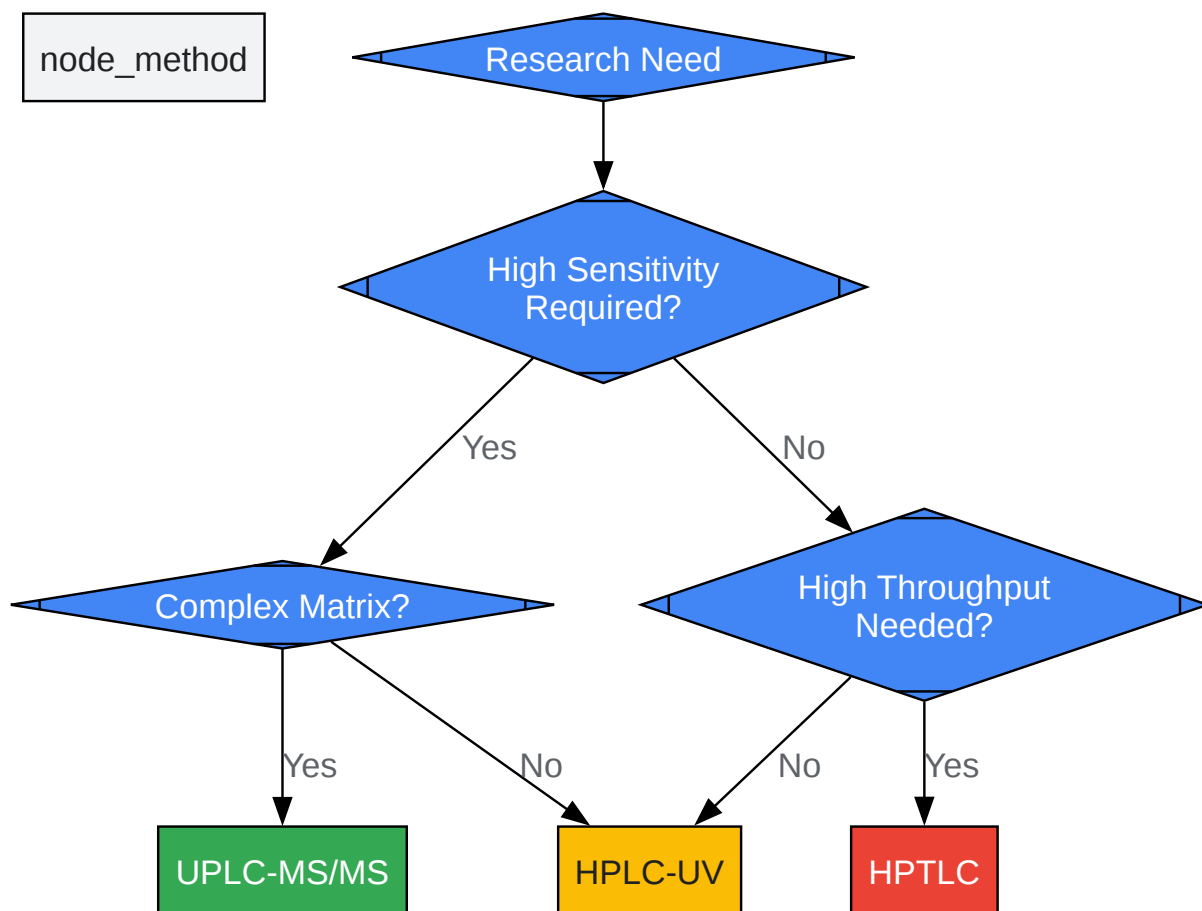 node_method
Research Need
High Sensitivity
Required?
Yes
No
Complex Matrix?
High Throughput
Needed?
Yes
No
No
Yes
UPLC-MS/MS
HPLC-UV
HPTLC